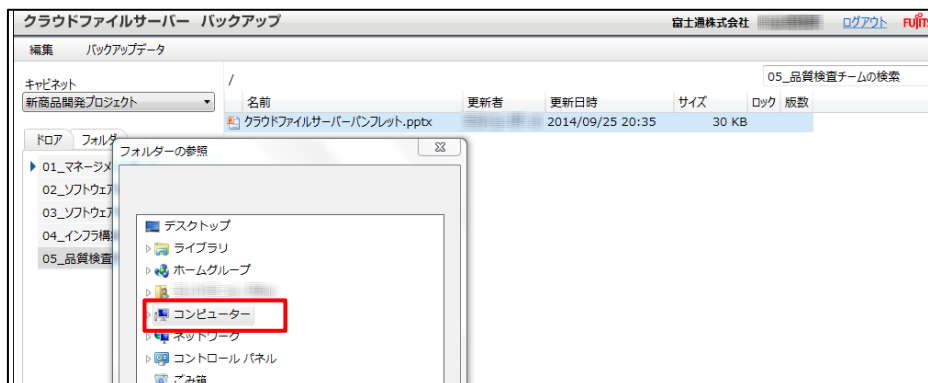 クラウドファイルサーバー バックアップ
富士通株式会社
ログアウト
編集 バックアップデータ
キャビネット
新商品開発プロジェクト
/
05_品質検査チームの検索
名前 更新者 更新日時 サイズ ロック 版数
クラウドファイルサーバーパンフレット.pptx 2014/09/25 20:35 30 KB
ドロア フォルダ
01_マネージメ
02_ソフトウェア
03_ソフトウェア
04_インフラ構
05_品質検査
フォルダーの参照
デスクトップ
ライブラリ
ホームグループ
コンピューター
ネットワーク
コントロール パネル
ごみ箱